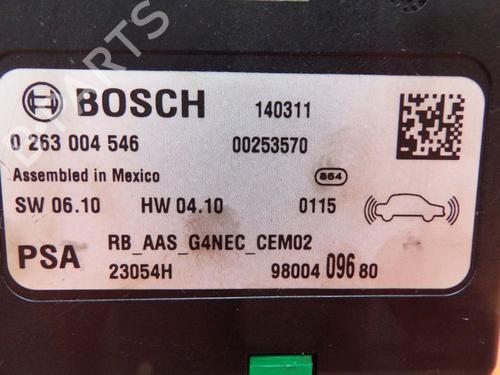 BOSCH 140311
0 263 004 546 00253570
Assembled in Mexico 864
SW 06.10 HW 04.10 0115
PSA RB_AAS_G4NEC_CEM02
23054H 98004 096 80